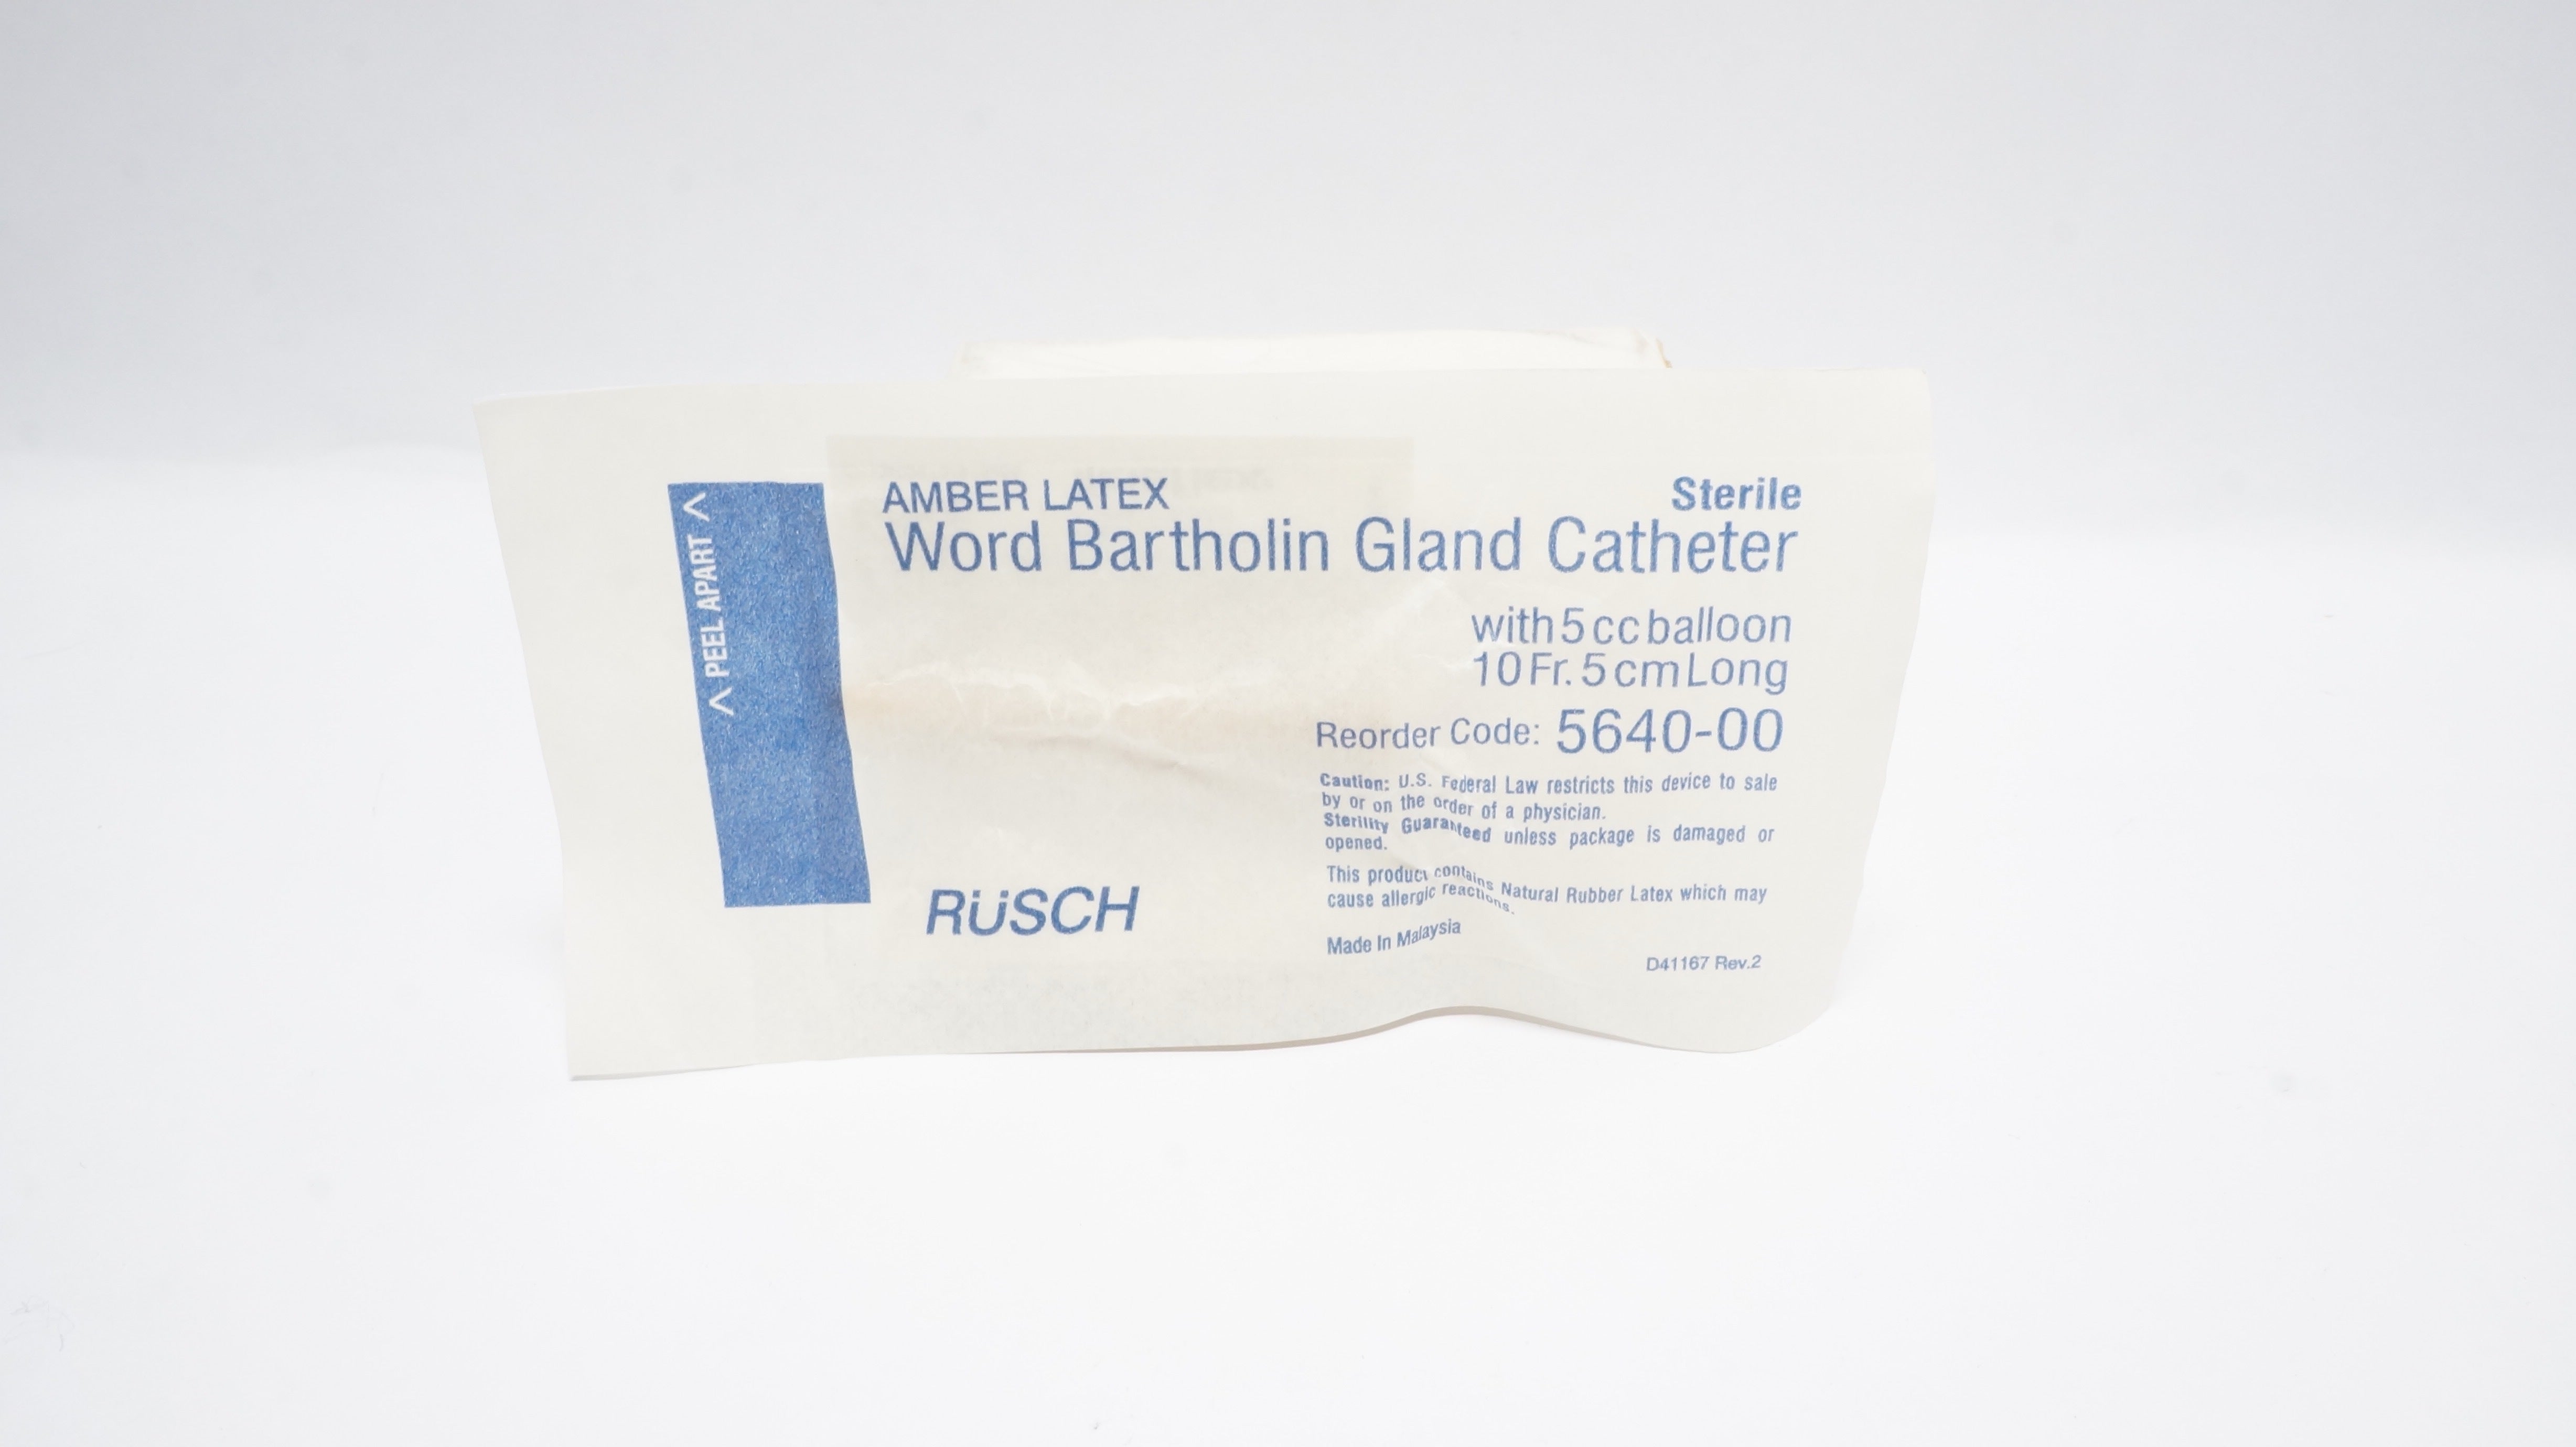 AMBER LATEX
Sterile
Word Bartholin Gland Catheter
with 5 cc balloon
10 Fr. 5 cm Long
Reorder Code: 5640-00
Caution: U.S. Federal Law restricts this device to sale
by or on the order of a physician.
Sterility Guaranteed unless package is damaged or
opened.
This product contains Natural Rubber Latex which may
cause allergic reactions.
Made In Malaysia
D41167 Rev.2
RÜSCH
< PEEL APART <